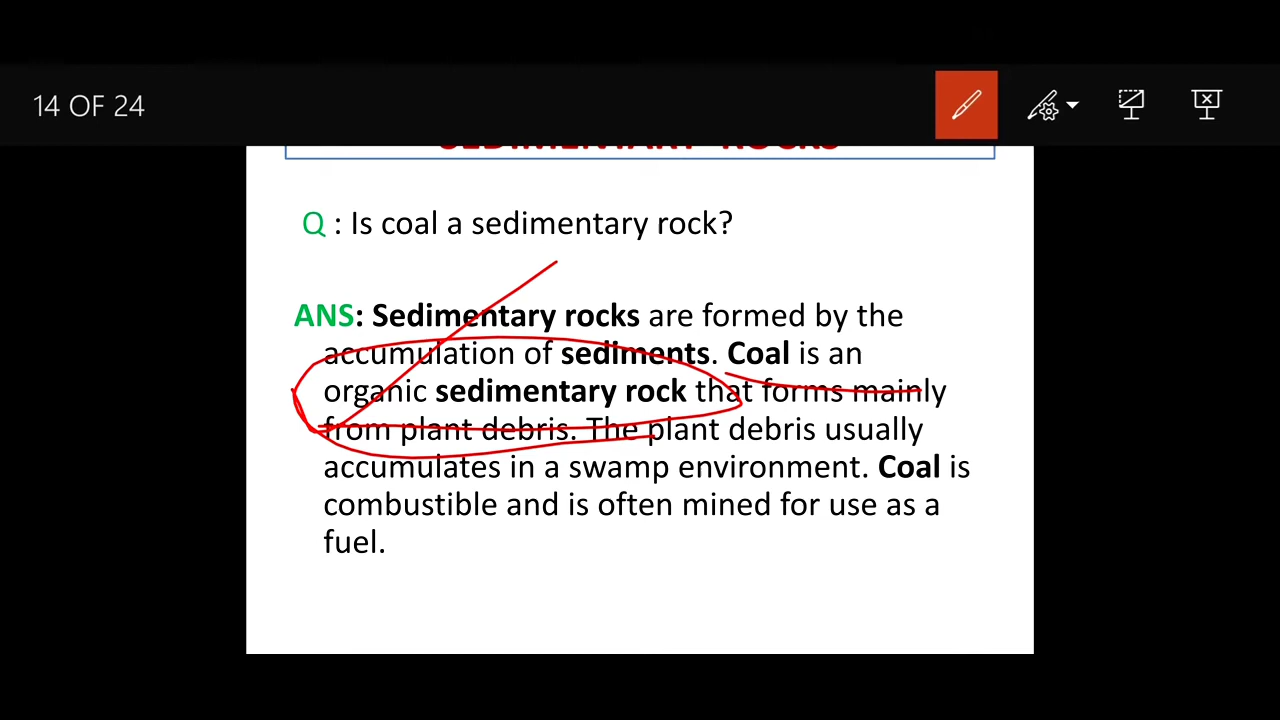 14 OF 24
SEDIMENTARY ROCKS
Q : Is coal a sedimentary rock?
ANS: Sedimentary rocks are formed by the
accumulation of sediments. Coal is an
organic sedimentary rock that forms mainly
from plant debris. The plant debris usually
accumulates in a swamp environment. Coal is
combustible and is often mined for use as a
fuel.